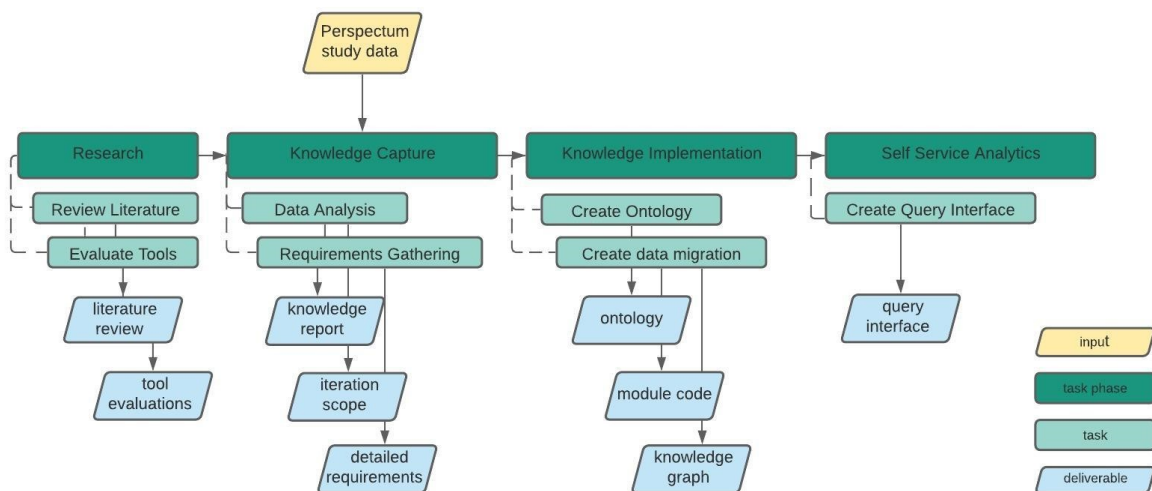 Perspectum
study data
Research
Knowledge Capture
Knowledge Implementation
Self Service Analytics
Review Literature
Data Analysis
Create Ontology
Create Query Interface
Evaluate Tools
Requirements Gathering
Create data migration
literature
review
knowledge
report
ontology
query
interface
tool
evaluations
iteration
scope
module code
detailed
requirements
knowledge
graph
input
task phase
task
deliverable